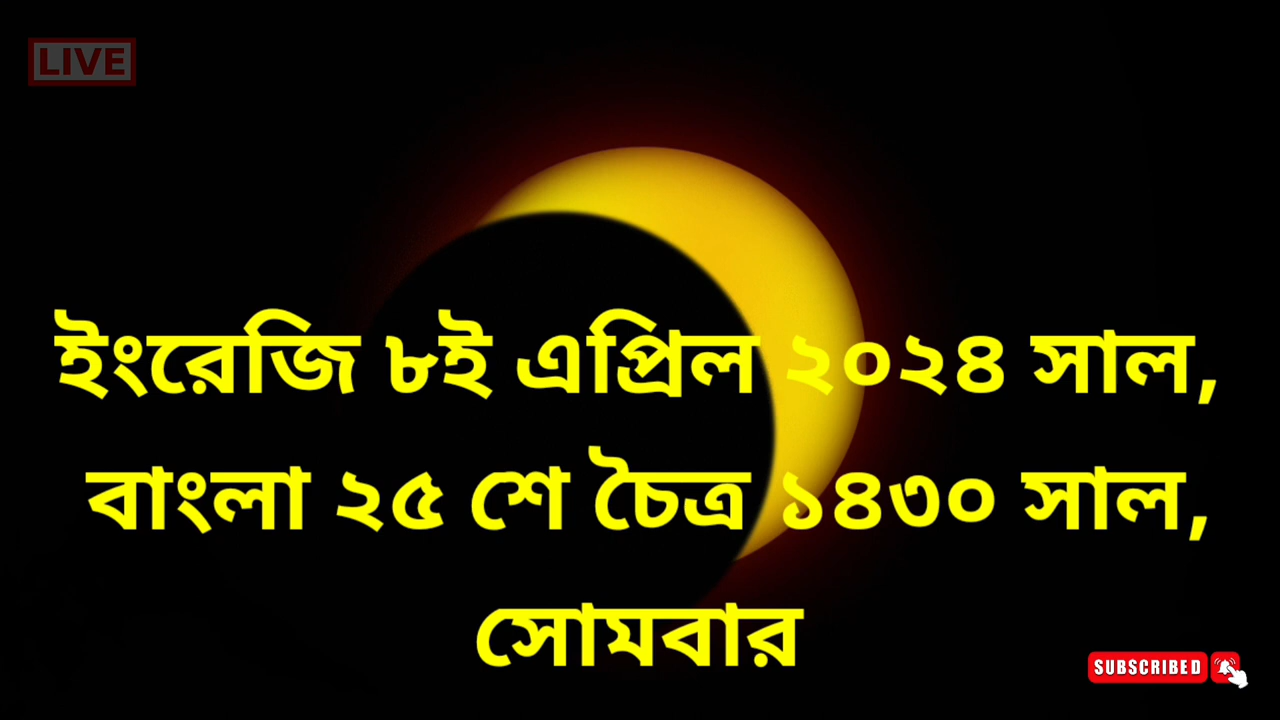 LIVE
ইংরেজি ৮ই এপ্রিল ২০২৪ সাল,
বাংলা ২৫ শে চৈত্র ১৪৩০ সাল,
সোমবার
SUBSCRIBED